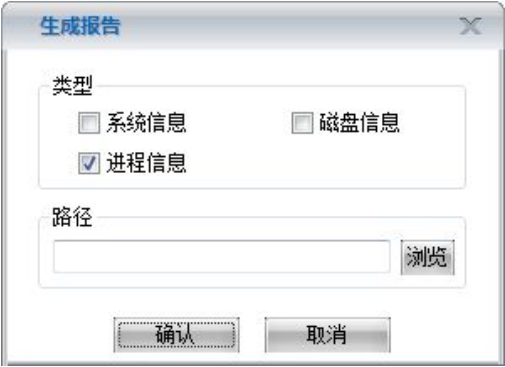 生成报告
类型
系统信息 磁盘信息
进程信息
路径
浏览
确认 取消